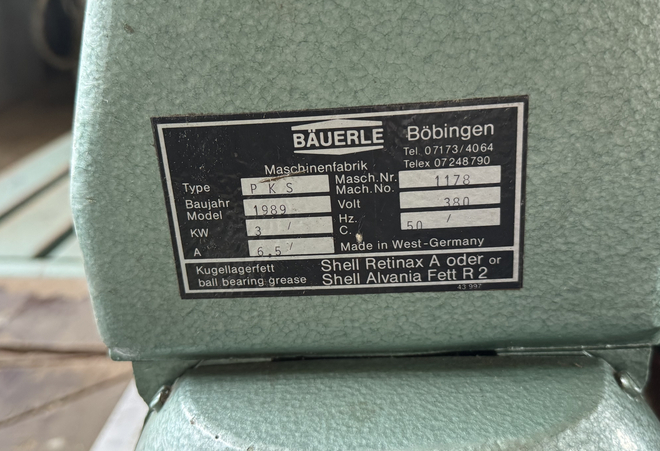 BÄUERLE Böbingen
Tel. 07173/4064
Telex 07248790
Maschinenfabrik
Type PKS Masch.Nr. Mach.No. 1178
Baujahr Model 1989 Volt 380
KW 3 / Hz. C. 50 /
A 6.5 / Made in West-Germany
Kugellagerfett Shell Retinax A oder or
ball bearing grease Shell Alvania Fett R 2
43 997